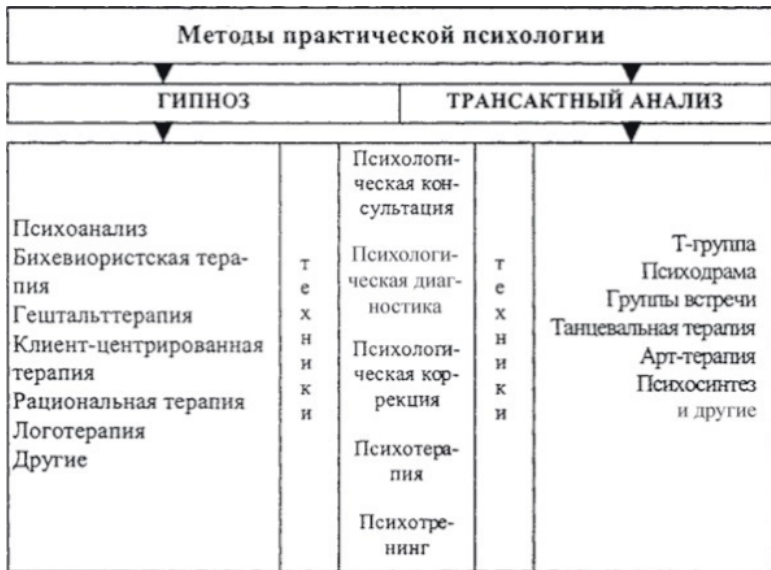 Методы практической психологии
ГИПНОЗ
ТРАНСАКТНЫЙ АНАЛИЗ
Психоанализ
Бихевиористская тера-
пия
Гештальттерапия
Клиент-центрированная
терапия
Рациональная терапия
Логотерапия
Другие
т
е
х
н
и
к
и
Психологи-
ческая кон-
сультация
Психологи-
ческая диаг-
ностика
Психологи-
ческая кор-
рекция
Психотера-
пия
Психотре-
нинг
т
е
х
н
и
к
и
Т-группа
Психодрама
Группы встречи
Танцевальная терапия
Арт-терапия
Психосинтез
и другие